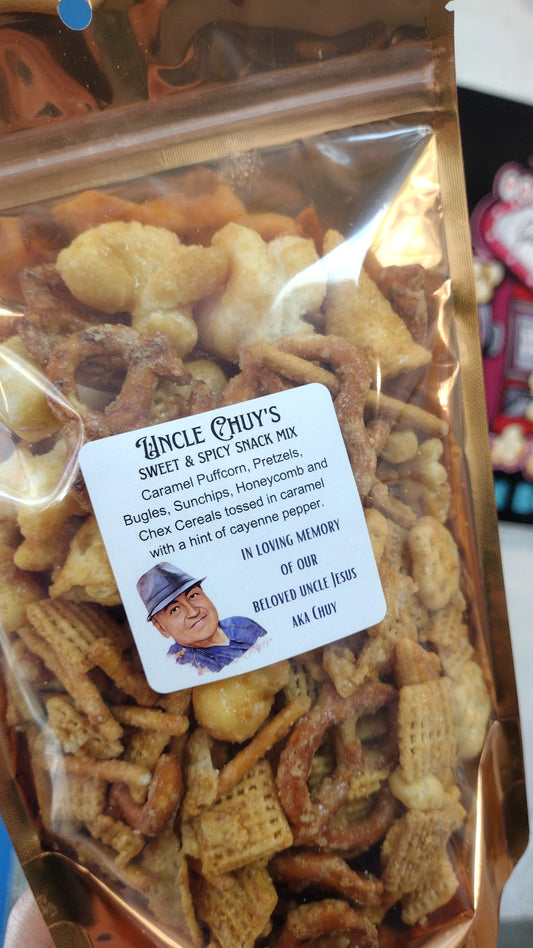 Uncle Chuy's
Sweet & Spicy Snack Mix
Caramel Puffcorn, Pretzels,
Bugles, Sunchips, Honeycomb and
Chex Cereals tossed in caramel
with a hint of cayenne pepper.
in loving memory
of our
beloved uncle Jesus
aka Chuy